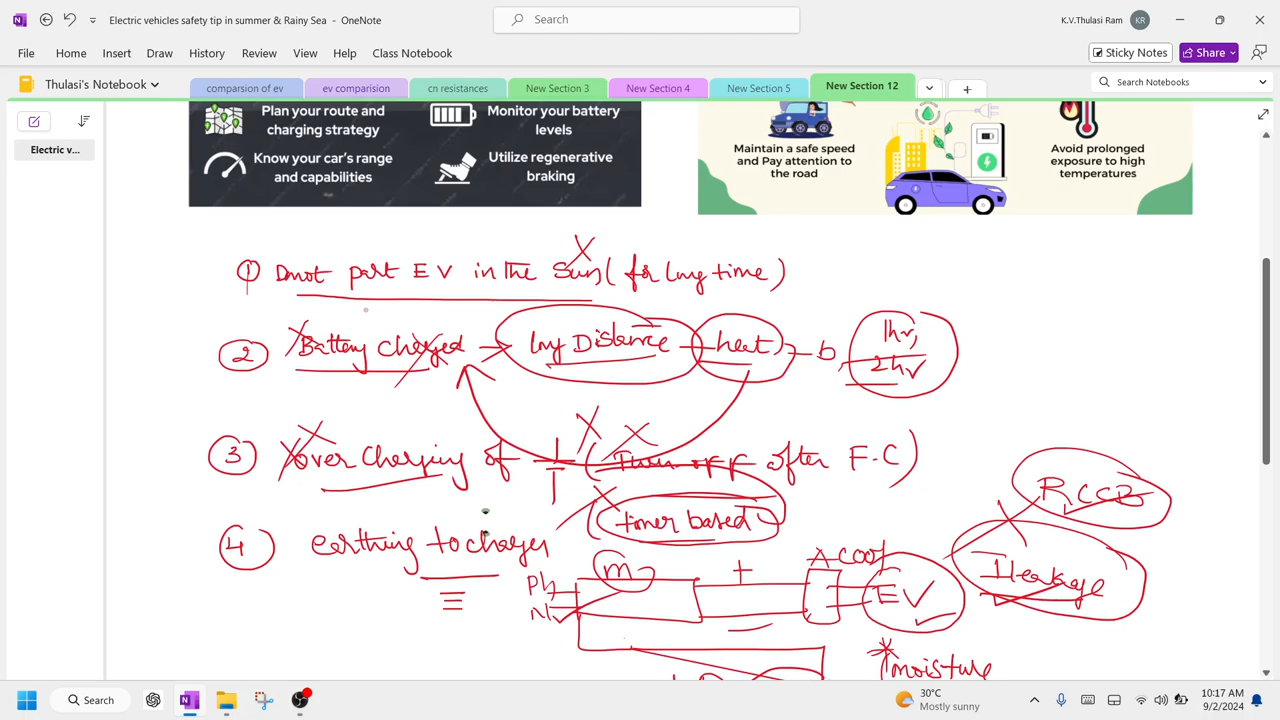 Electric vehicles safety tip in summer & Rainy Sea - OneNote
Search
K.V.Thulasi Ram
KR
File Home Insert Draw History Review View Help Class Notebook
Sticky Notes
Share
Thulasi's Notebook
comparsion of ev
ev comparision
cn resistances
New Section 3
New Section 4
New Section 5
New Section 12
Search Notebooks
Electric v...
Plan your route and
charging strategy
Monitor your battery
levels
Know your car's range
and capabilities
Utilize regenerative
braking
Maintain a safe speed
and Pay attention to
the road
Avoid prolonged
exposure to high
temperatures
① Donot part EV in the Sun (for long time)
② Battery charged → long Distance - heat - b, 1hr,
2hr
③ over charging of (Turn off after F.C)
(timer based)
RCCB
④ earthing to charger
Ph
N
m
+
EV
Ileakage
*moisture
30°C
Mostly sunny
Search
10:17 AM
9/2/2024